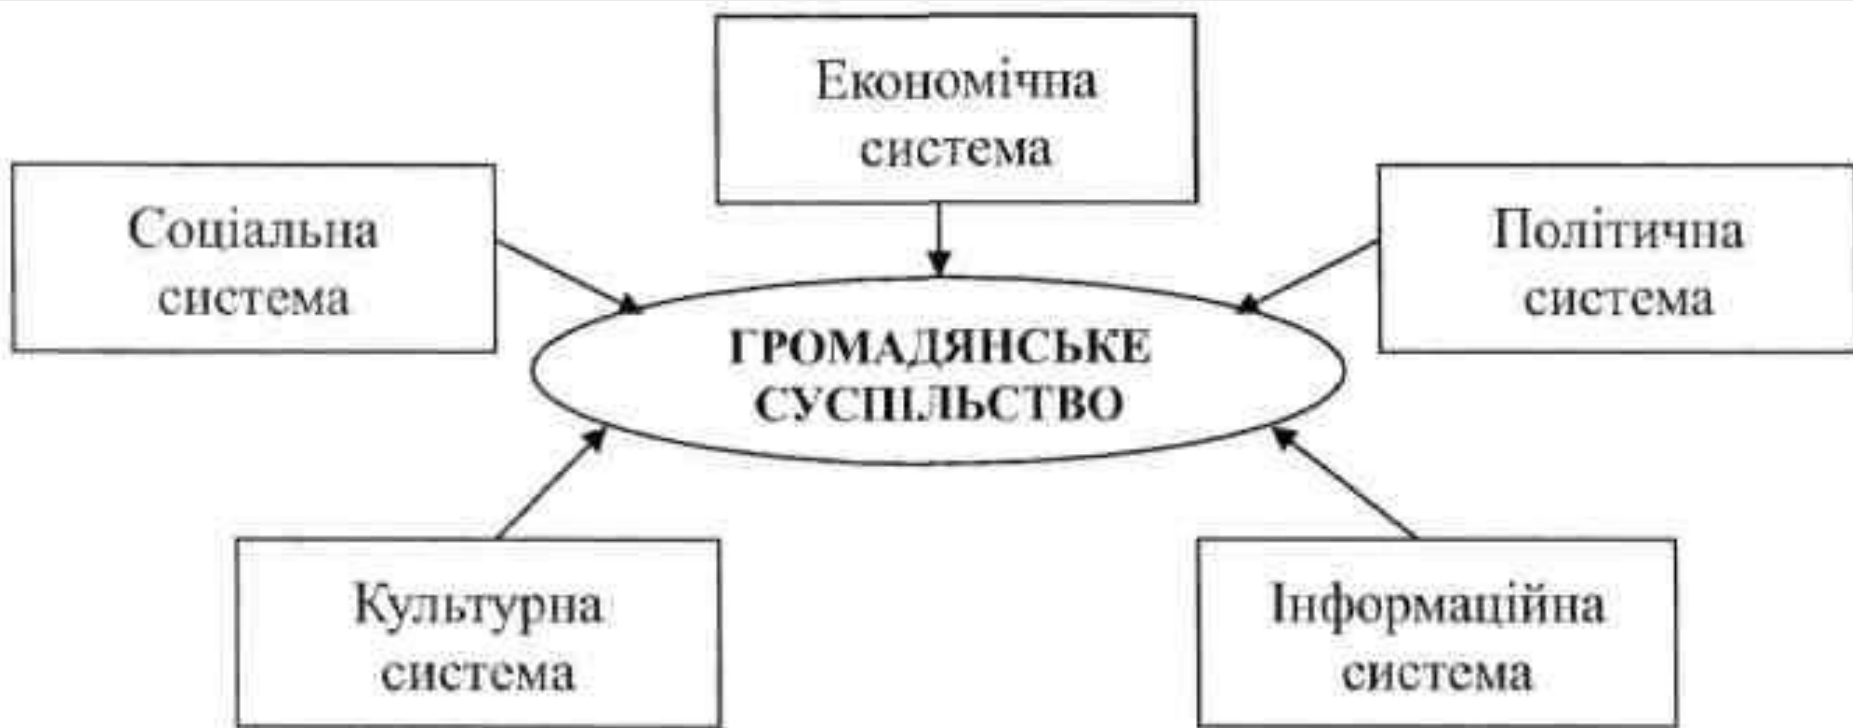 Економічна
система
Соціальна
система
Політична
система
ГРОМАДЯНСЬКЕ
СУСПІЛЬСТВО
Культурна
система
Інформаційна
система